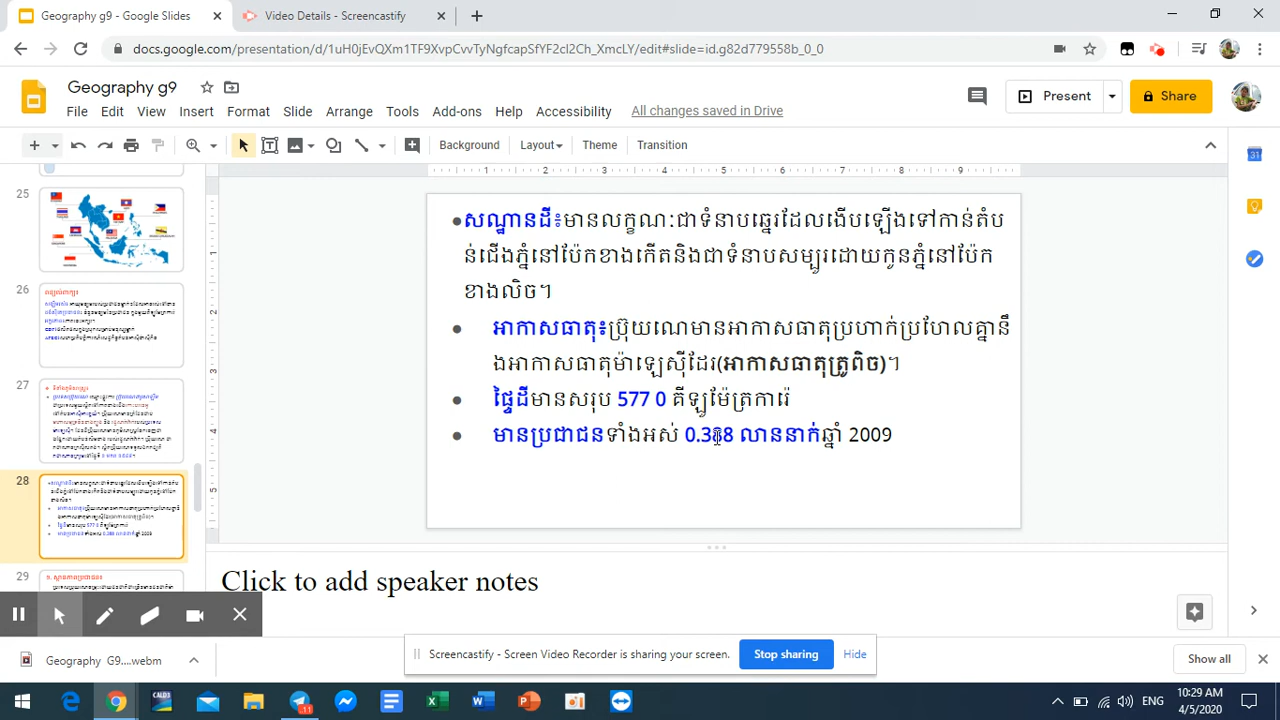 Geography g9 - Google Slides
Video Details - Screencastify
docs.google.com/presentation/d/1uH0jEvQXm1TF9XvpCvvTyNgfcapSfYF2cl2Ch_XmcLY/edit#slide=id.g82d779558b_0_0
Geography g9
File Edit View Insert Format Slide Arrange Tools Add-ons Help Accessibility All changes saved in Drive
Present
Share
Background Layout Theme Transition
1 2 3 4 5 6 7 8 9
25
26
27
28
29
•សណ្ឋានដី៖មានលក្ខណៈជាទំនាបឆ្នេរដែលងើបឡើងទៅកាន់តំប
ន់ជើងភ្នំនៅប៉ែកខាងកើតនិងជាទំនាបសម្បូរដោយកូនភ្នំនៅប៉ែក
ខាងលិច។
• អាកាសធាតុ៖ប្រ៊ុយណេមានអាកាសធាតុប្រហាក់ប្រហែលគ្នានឹ
ងអាកាសធាតុម៉ាឡេស៊ីដែរ(អាកាសធាតុត្រូពិច)។
• ផ្ទៃដីមានសរុប 577 0 គីឡូម៉ែត្រការ៉េ
• មានប្រជាជនទាំងអស់ 0.388 លាននាក់ឆ្នាំ 2009
Click to add speaker notes
Screencastify - Screen Video Recorder is sharing your screen.
Stop sharing
Hide
Geography G9....webm
Show all
ENG
10:29 AM
4/5/2020